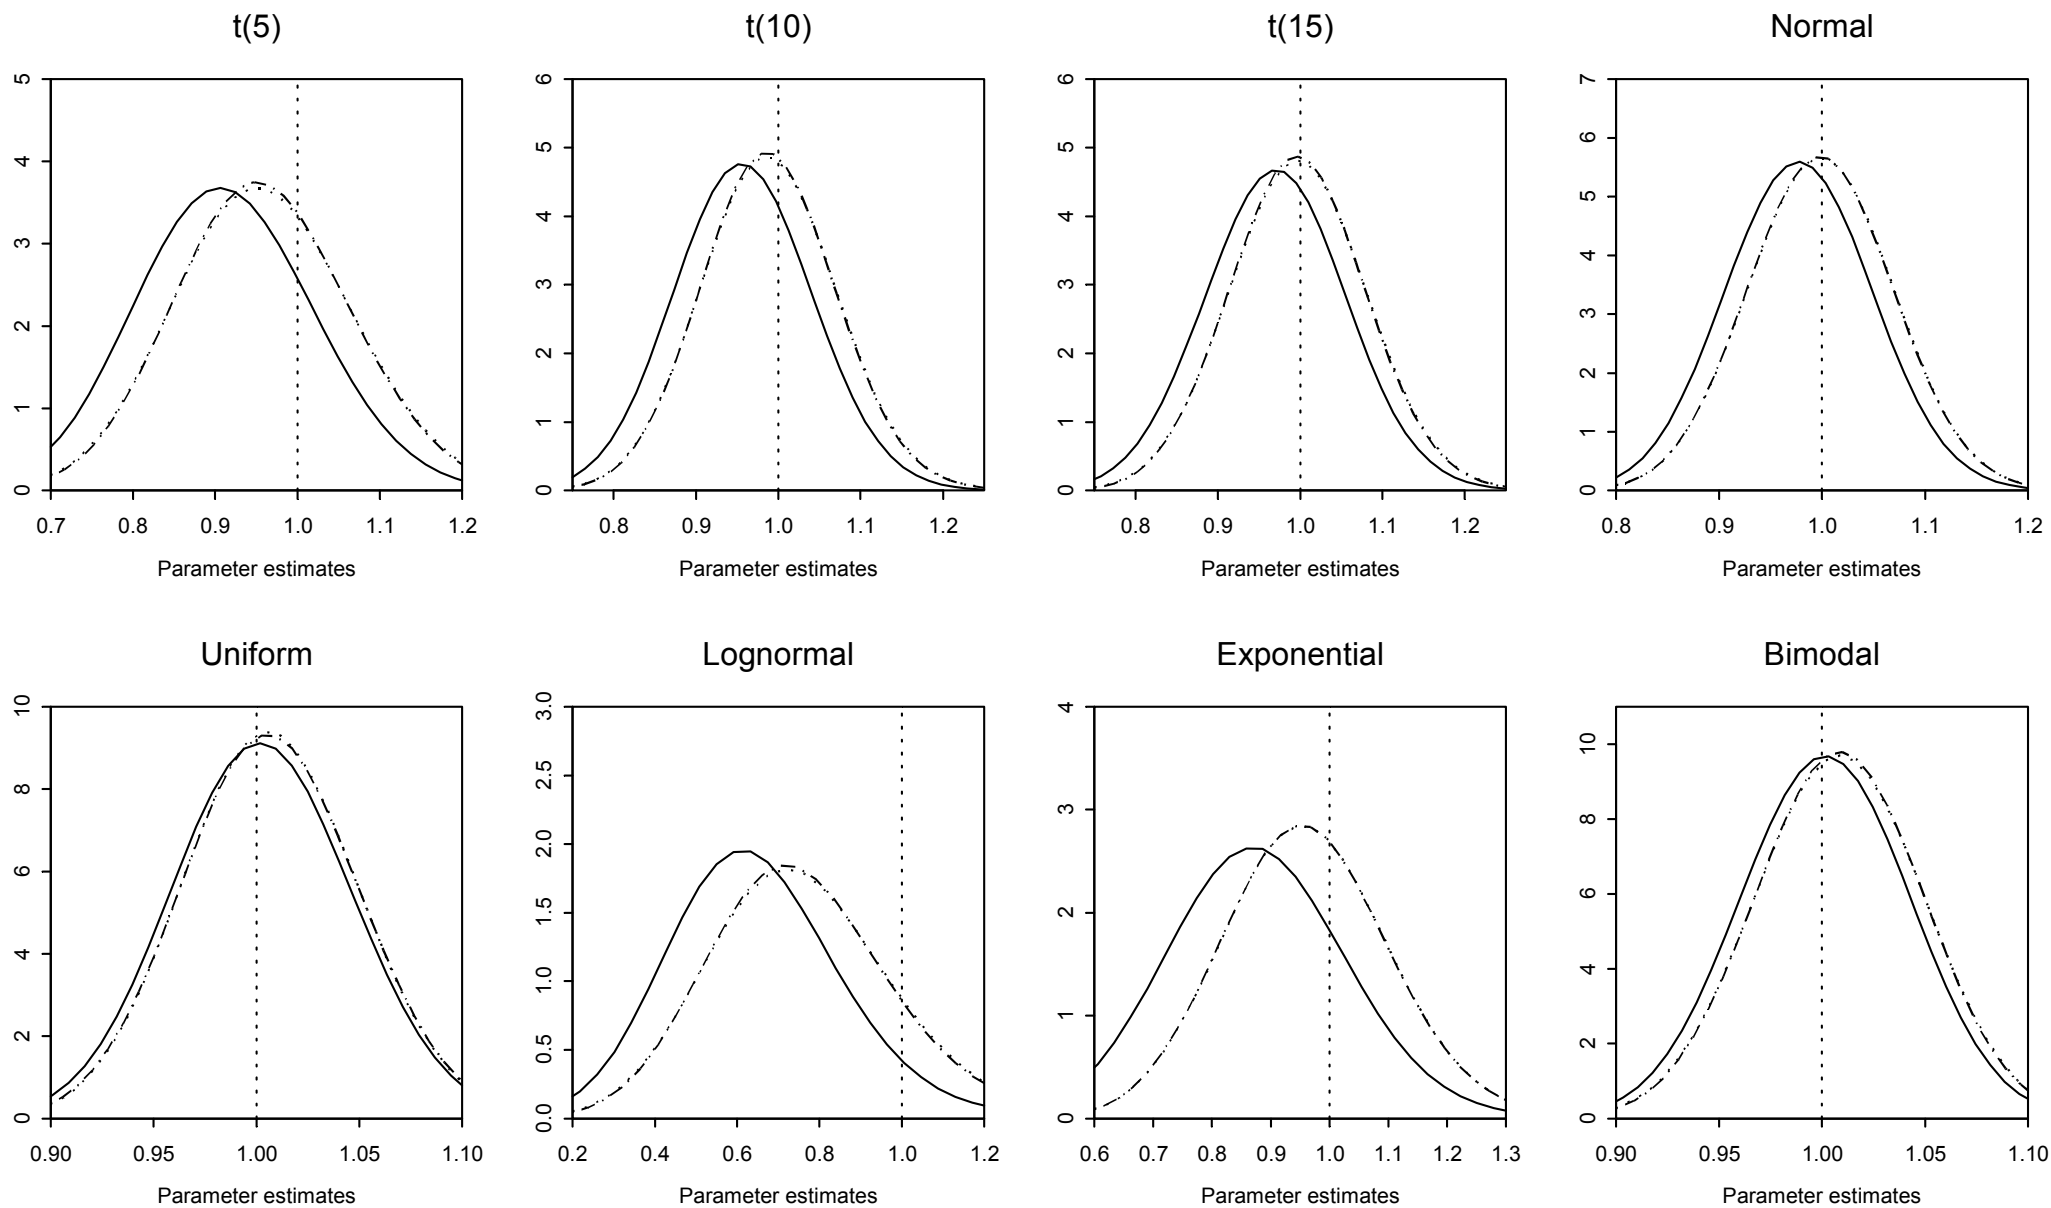 t(5) t(10) t(15) Normal
5 4 3 2 1 0
6 5 4 3 2 1 0
6 5 4 3 2 1 0
7 6 5 4 3 2 1 0
0.7 0.8 0.9 1.0 1.1 1.2 0.8 0.9 1.0 1.1 1.2 0.8 0.9 1.0 1.1 1.2 0.8 0.9 1.0 1.1 1.2
Parameter estimates Parameter estimates Parameter estimates Parameter estimates
Uniform Lognormal Exponential Bimodal
10 8 6 4 2 0
3.0 2.5 2.0 1.5 1.0 0.5 0.0
4 3 2 1 0
10 8 6 4 2 0
0.90 0.95 1.00 1.05 1.10 0.2 0.4 0.6 0.8 1.0 1.2 0.6 0.7 0.8 0.9 1.0 1.1 1.2 1.3 0.90 0.95 1.00 1.05 1.10
Parameter estimates Parameter estimates Parameter estimates Parameter estimates